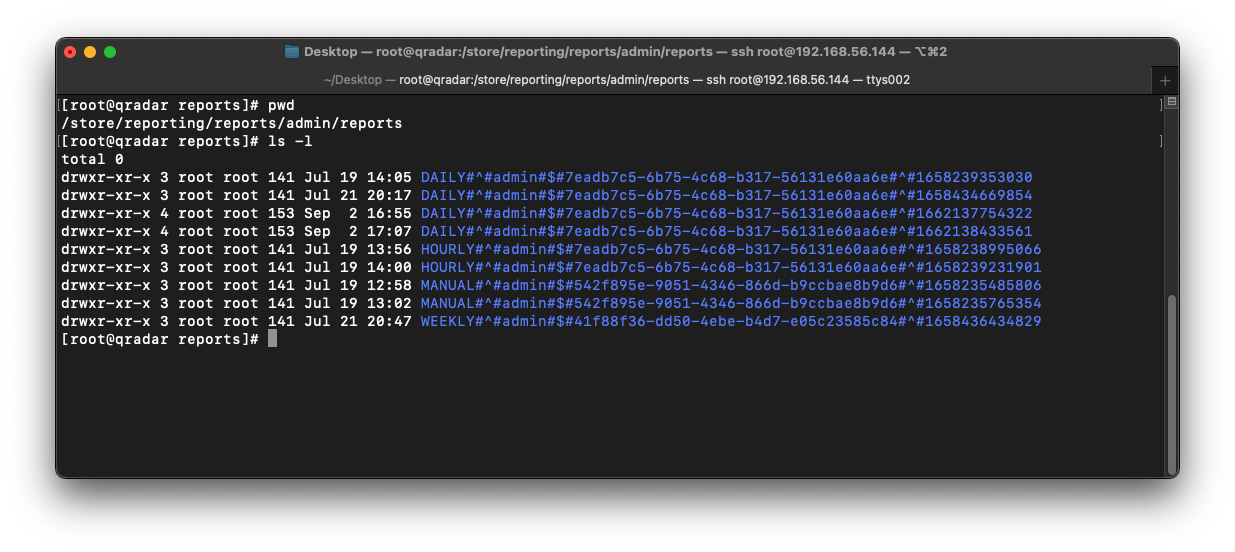 Desktop — root@qradar:/store/reporting/reports/admin/reports — ssh root@192.168.56.144 — ⌥⌘2
~/Desktop — root@qradar:/store/reporting/reports/admin/reports — ssh root@192.168.56.144 — ttys002
[[root@qradar reports]# pwd ]
/store/reporting/reports/admin/reports
[[root@qradar reports]# ls -l ]
total 0
drwxr-xr-x 3 root root 141 Jul 19 14:05 DAILY#^#admin#$#7eadb7c5-6b75-4c68-b317-56131e60aa6e#^#1658239353030
drwxr-xr-x 3 root root 141 Jul 21 20:17 DAILY#^#admin#$#7eadb7c5-6b75-4c68-b317-56131e60aa6e#^#1658434669854
drwxr-xr-x 4 root root 153 Sep  2 16:55 DAILY#^#admin#$#7eadb7c5-6b75-4c68-b317-56131e60aa6e#^#1662137754322
drwxr-xr-x 4 root root 153 Sep  2 17:07 DAILY#^#admin#$#7eadb7c5-6b75-4c68-b317-56131e60aa6e#^#1662138433561
drwxr-xr-x 3 root root 141 Jul 19 13:56 HOURLY#^#admin#$#7eadb7c5-6b75-4c68-b317-56131e60aa6e#^#1658238995066
drwxr-xr-x 3 root root 141 Jul 19 14:00 HOURLY#^#admin#$#7eadb7c5-6b75-4c68-b317-56131e60aa6e#^#1658239231901
drwxr-xr-x 3 root root 141 Jul 19 12:58 MANUAL#^#admin#$#542f895e-9051-4346-866d-b9ccbae8b9d6#^#1658235485806
drwxr-xr-x 3 root root 141 Jul 19 13:02 MANUAL#^#admin#$#542f895e-9051-4346-866d-b9ccbae8b9d6#^#1658235765354
drwxr-xr-x 3 root root 141 Jul 21 20:47 WEEKLY#^#admin#$#41f88f36-dd50-4ebe-b4d7-e05c23585c84#^#1658436434829
[root@qradar reports]#